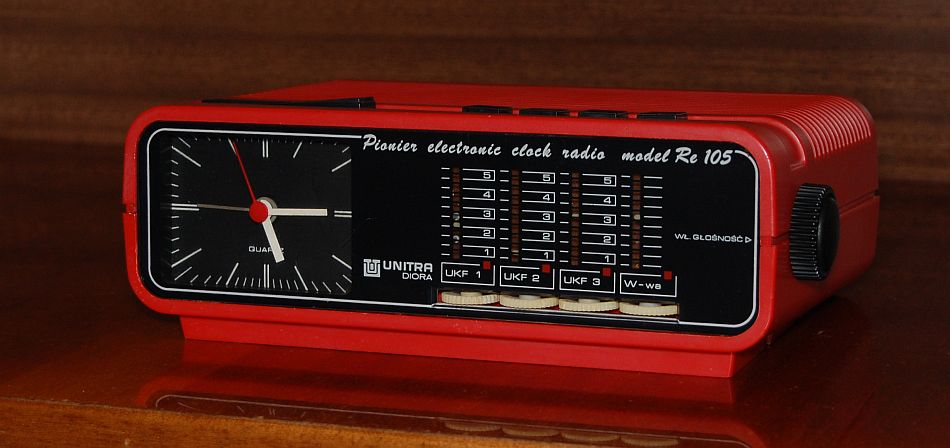 Pionier electronic clock radio model Re 105
QUARTZ
5 5 5
4 4 4
3 3 3
2 2 2
1 1 1
WŁ. GŁOŚNOŚĆ
UNITRA
DIORA
UKF 1 UKF 2 UKF 3 W-wa